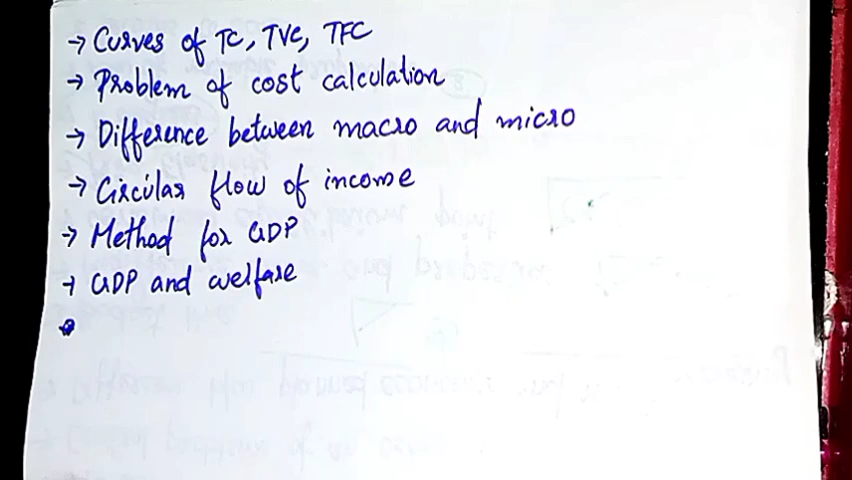 → Curves of TC, TVC, TFC
→ Problem of cost calculation
→ Difference between macro and micro
→ Circular flow of income
→ Method for GDP
→ GDP and welfare